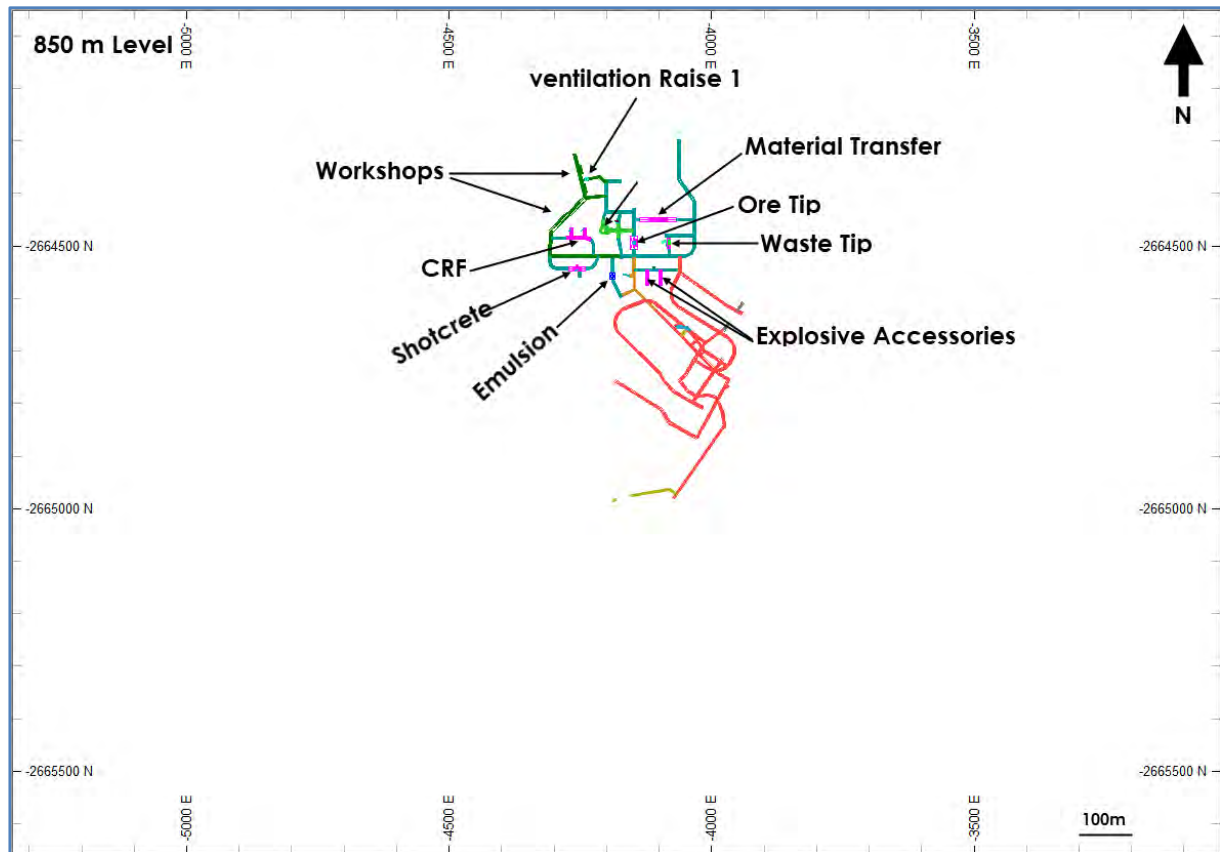 850 m Level
-5000 E
-4500 E
-4000 E
-3500 E
N
ventilation Raise 1
Material Transfer
Workshops
Ore Tip
-2664500 N
Waste Tip
-2664500 N
CRF
Shotcrete
Emulsion
Explosive Accessories
-2665000 N
-2665000 N
-2665500 N
-2665500 N
-5000 E
-4500 E
-4000 E
-3500 E
100m